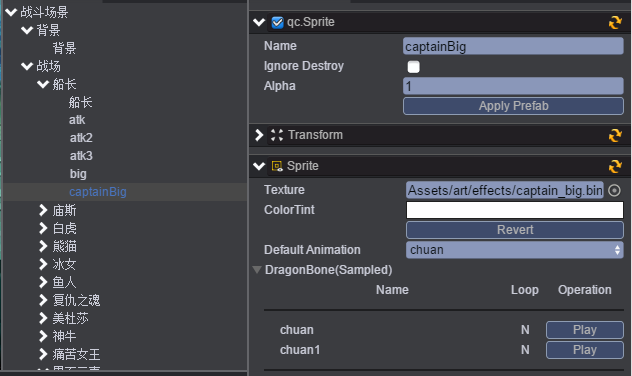 战斗场景
背景
背景
战场
船长
船长
atk
atk2
atk3
big
captainBig
庙斯
白虎
熊猫
冰女
鱼人
复仇之魂
美杜莎
神牛
痛苦女王
qc.Sprite
Name captainBig
Ignore Destroy
Alpha 1
Apply Prefab
Transform
Sprite
Texture Assets/art/effects/captain_big.bin
ColorTint
Revert
Default Animation chuan
DragonBone(Sampled)
Name Loop Operation
chuan N Play
chuan1 N Play